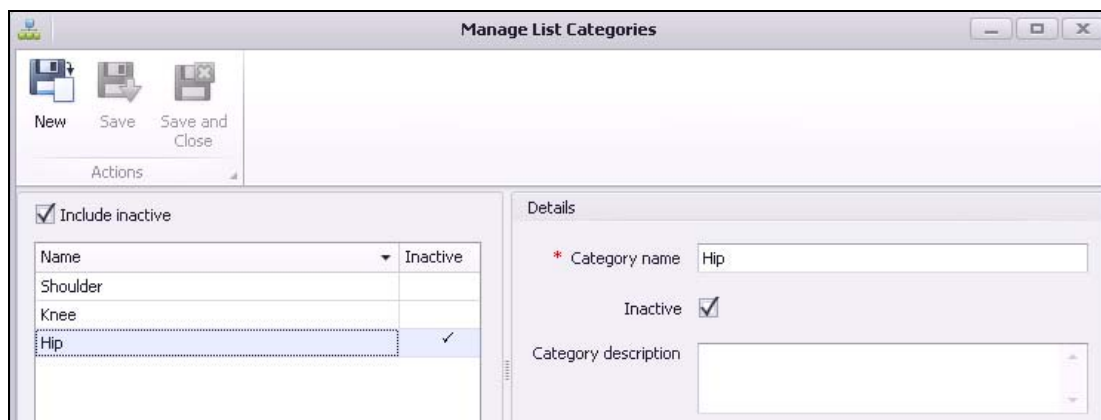 Manage List Categories
New Save Save and Close
Actions
Include inactive
Name Inactive
Shoulder
Knee
Hip
Details
* Category name Hip
Inactive
Category description